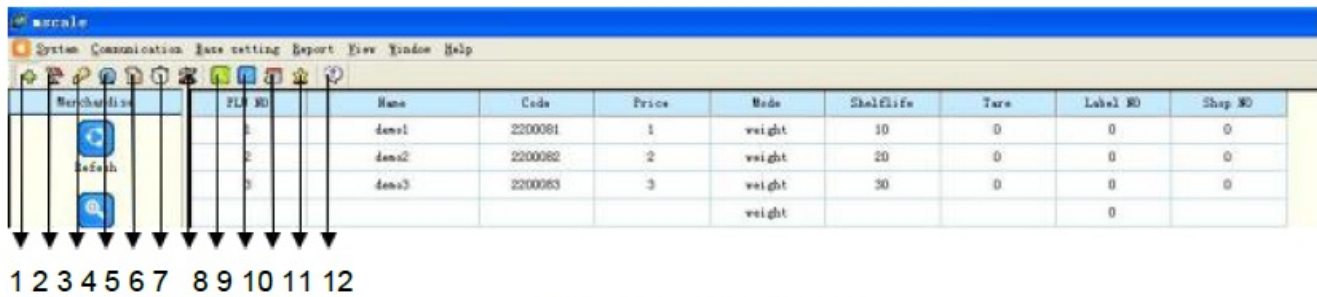 mscale
System Communication Base setting Report View Window Help
Merchandise PLU NO Name Code Price Mode Shelflife Tare Label NO Shop NO
1 demo1 2200081 1 weight 10 0 0 0
Refesh 2 demo2 2200082 2 weight 20 0 0 0
3 demo3 2200083 3 weight 30 0 0 0
weight 0
1 2 3 4 5 6 7 8 9 10 11 12